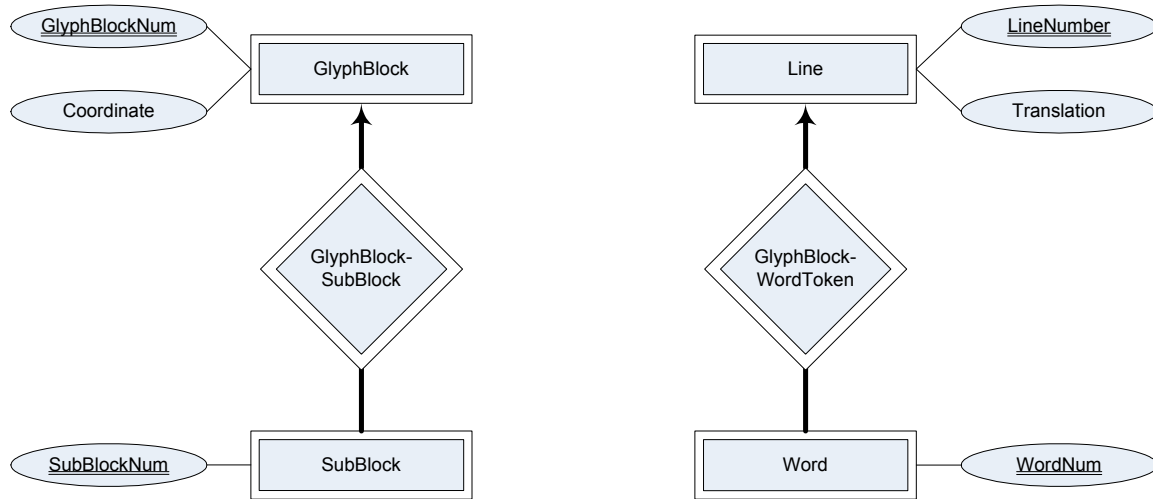 GlyphBlockNum
GlyphBlock
Coordinate
LineNumber
Line
Translation
GlyphBlock-
SubBlock
GlyphBlock-
WordToken
SubBlockNum
SubBlock
Word
WordNum